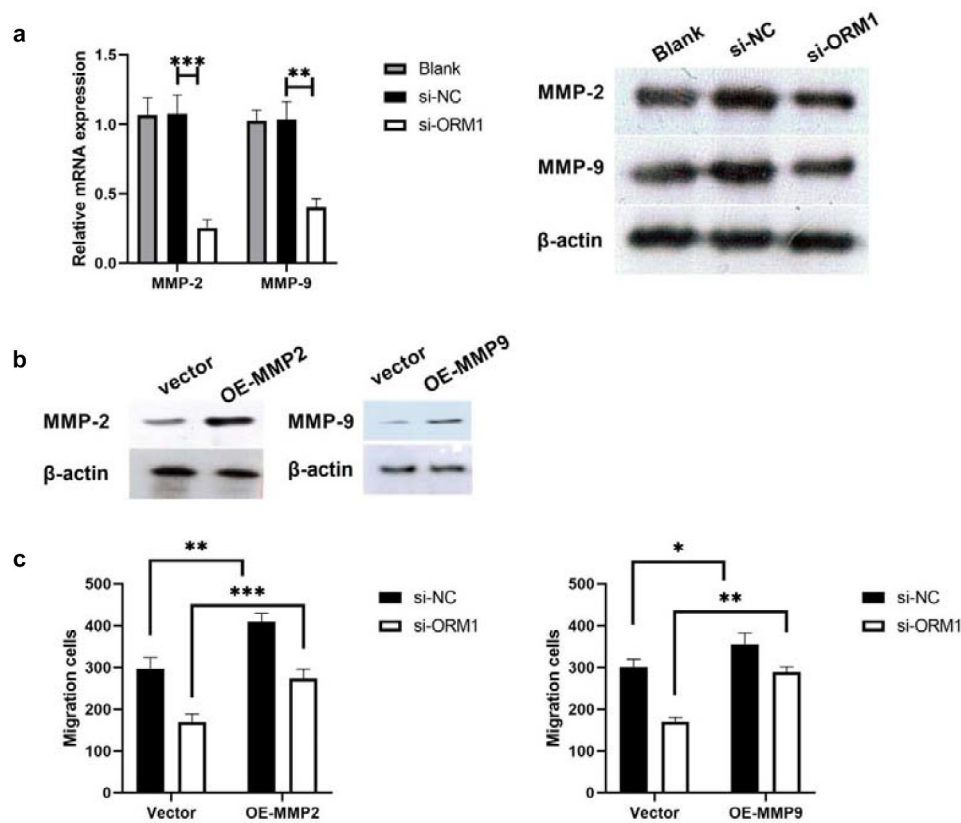 a
Relative mRNA expression
1.5
1.0
0.5
0.0
***
**
MMP-2
MMP-9
Blank
si-NC
si-ORM1
Blank
si-NC
si-ORM1
MMP-2
MMP-9
β-actin
b
vector
OE-MMP2
MMP-2
β-actin
vector
OE-MMP9
MMP-9
β-actin
c
Migration cells
500
400
300
200
100
0
**
***
Vector
OE-MMP2
si-NC
si-ORM1
Migration cells
500
400
300
200
100
0
*
**
Vector
OE-MMP9
si-NC
si-ORM1